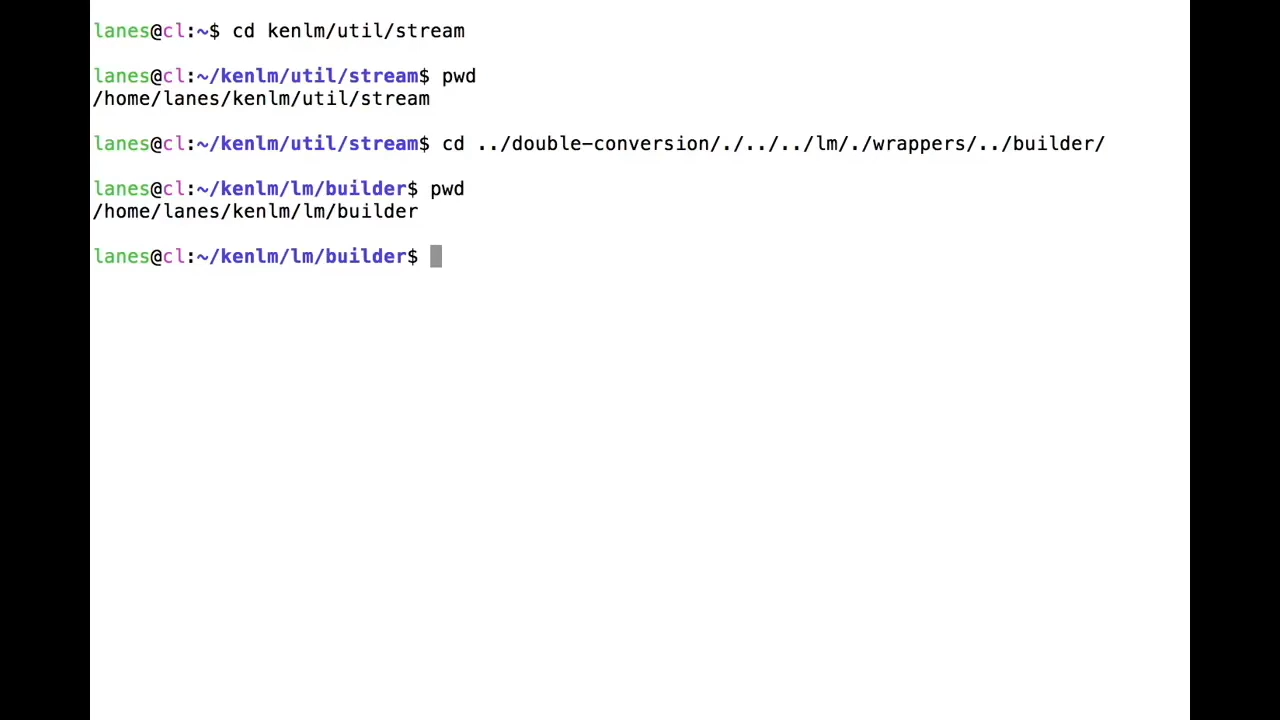 lanes@cl:~$ cd kenlm/util/stream
lanes@cl:~/kenlm/util/stream$ pwd
/home/lanes/kenlm/util/stream
lanes@cl:~/kenlm/util/stream$ cd ../double-conversion/./../../lm/./wrappers/../builder/
lanes@cl:~/kenlm/lm/builder$ pwd
/home/lanes/kenlm/lm/builder
lanes@cl:~/kenlm/lm/builder$